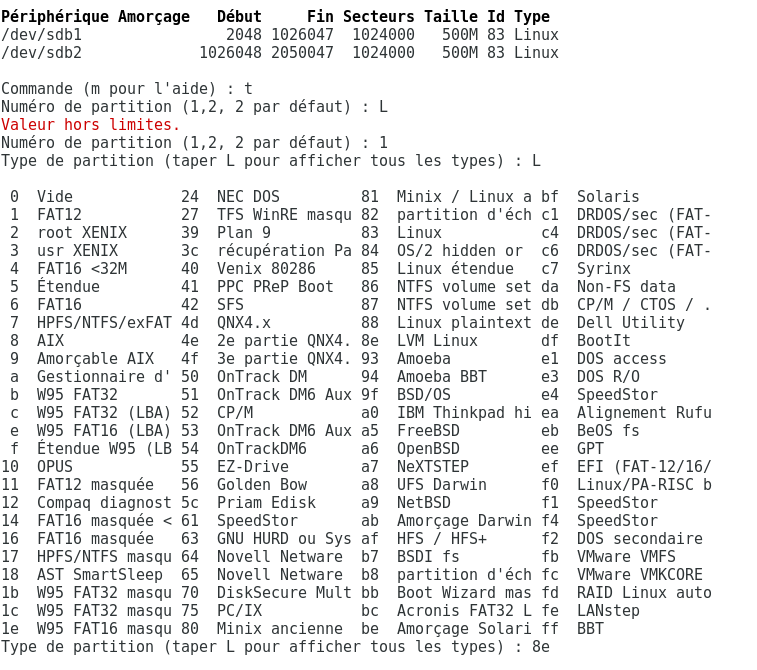 Périphérique Amorçage   Début     Fin Secteurs Taille Id Type
/dev/sdb1                2048 1026047  1024000   500M 83 Linux
/dev/sdb2             1026048 2050047  1024000   500M 83 Linux

Commande (m pour l'aide) : t
Numéro de partition (1,2, 2 par défaut) : L
Valeur hors limites.
Numéro de partition (1,2, 2 par défaut) : 1
Type de partition (taper L pour afficher tous les types) : L

 0  Vide            24  NEC DOS         81  Minix / Linux a bf  Solaris
 1  FAT12           27  TFS WinRE masqu 82  partition d'éch c1  DRDOS/sec (FAT-
 2  root XENIX      39  Plan 9          83  Linux           c4  DRDOS/sec (FAT-
 3  usr XENIX       3c  récupération Pa 84  OS/2 hidden or  c6  DRDOS/sec (FAT-
 4  FAT16 <32M      40  Venix 80286     85  Linux étendue   c7  Syrinx
 5  Étendue         41  PPC PReP Boot   86  NTFS volume set da  Non-FS data
 6  FAT16           42  SFS             87  NTFS volume set db  CP/M / CTOS / .
 7  HPFS/NTFS/exFAT 4d  QNX4.x          88  Linux plaintext de  Dell Utility
 8  AIX             4e  2e partie QNX4. 8e  LVM Linux       df  BootIt
 9  Amorçable AIX   4f  3e partie QNX4. 93  Amoeba          e1  DOS access
 a  Gestionnaire d' 50  OnTrack DM      94  Amoeba BBT      e3  DOS R/O
 b  W95 FAT32       51  OnTrack DM6 Aux 9f  BSD/OS          e4  SpeedStor
 c  W95 FAT32 (LBA) 52  CP/M            a0  IBM Thinkpad hi ea  Alignement Rufu
 e  W95 FAT16 (LBA) 53  OnTrack DM6 Aux a5  FreeBSD         eb  BeOS fs
 f  Étendue W95 (LB 54  OnTrackDM6      a6  OpenBSD         ee  GPT
10  OPUS            55  EZ-Drive        a7  NeXTSTEP        ef  EFI (FAT-12/16/
11  FAT12 masquée   56  Golden Bow      a8  UFS Darwin      f0  Linux/PA-RISC b
12  Compaq diagnost 5c  Priam Edisk     a9  NetBSD          f1  SpeedStor
14  FAT16 masquée < 61  SpeedStor       ab  Amorçage Darwin f4  SpeedStor
16  FAT16 masquée   63  GNU HURD ou Sys af  HFS / HFS+      f2  DOS secondaire
17  HPFS/NTFS masqu 64  Novell Netware  b7  BSDI fs         fb  VMware VMFS
18  AST SmartSleep  65  Novell Netware  b8  partition d'éch fc  VMware VMKCORE
1b  W95 FAT32 masqu 70  DiskSecure Mult bb  Boot Wizard mas fd  RAID Linux auto
1c  W95 FAT32 masqu 75  PC/IX           bc  Acronis FAT32 L fe  LANstep
1e  W95 FAT16 masqu 80  Minix ancienne  be  Amorçage Solari ff  BBT
Type de partition (taper L pour afficher tous les types) : 8e